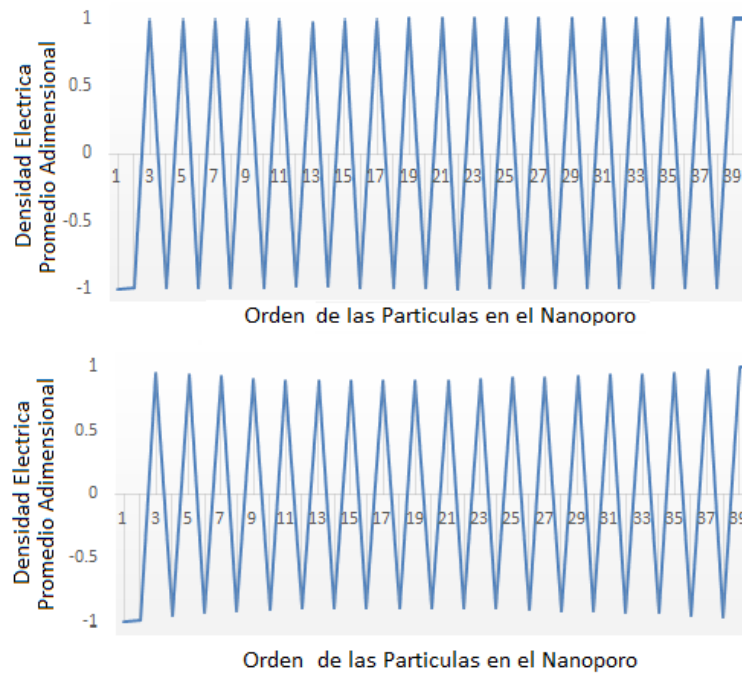 Densidad Electrica
Promedio Adimensional
1
0.5
0
-0.5
-1
1 3 5 7 9 11 13 15 17 19 21 23 25 27 29 31 33 35 37 39
Orden de las Particulas en el Nanoporo
Densidad Electrica
Promedio Adimensional
1
0.5
0
-0.5
-1
1 3 5 7 9 11 13 15 17 19 21 23 25 27 29 31 33 35 37 39
Orden de las Particulas en el Nanoporo